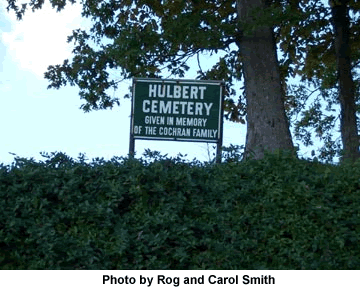 HULBERT
CEMETERY
GIVEN IN MEMORY
OF THE COCHRAN FAMILY
Photo by Rog and Carol Smith